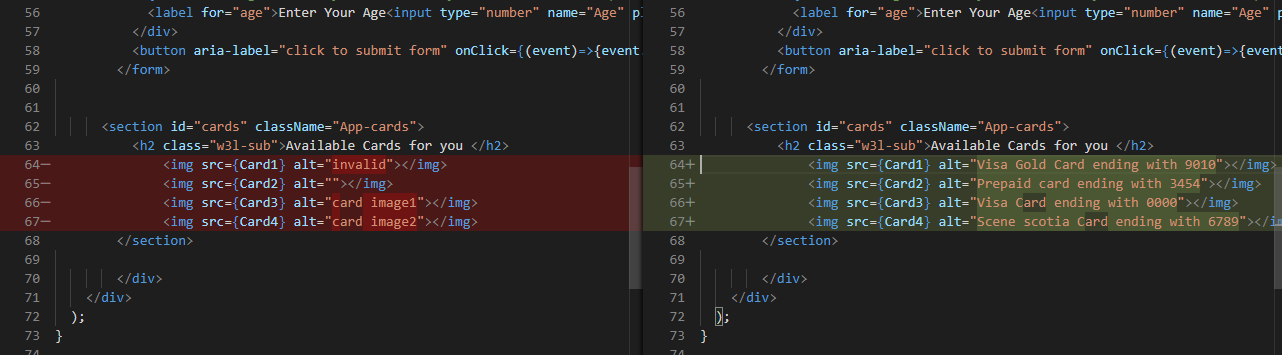 56 <label for="age">Enter Your Age<input type="number" name="Age" pl
57 </div>
58 <button aria-label="click to submit form" onClick={(event)=>{event
59 </form>
60
61
62 <section id="cards" className="App-cards">
63 <h2 class="w3l-sub">Available Cards for you </h2>
64— <img src={Card1} alt="invalid"></img>
65— <img src={Card2} alt=""></img>
66— <img src={Card3} alt="card image1"></img>
67— <img src={Card4} alt="card image2"></img>
68 </section>
69
70 </div>
71 </div>
72 );
73 }
74
56 <label for="age">Enter Your Age<input type="number" name="Age"
57 </div>
58 <button aria-label="click to submit form" onClick={(event)=>{event
59 </form>
60
61
62 <section id="cards" className="App-cards">
63 <h2 class="w3l-sub">Available Cards for you </h2>
64+ <img src={Card1} alt="Visa Gold Card ending with 9010"></img>
65+ <img src={Card2} alt="Prepaid card ending with 3454"></img>
66+ <img src={Card3} alt="Visa Card ending with 0000"></img>
67+ <img src={Card4} alt="Scene scotia Card ending with 6789"></im
68 </section>
69
70 </div>
71 </div>
72 );
73 }
74